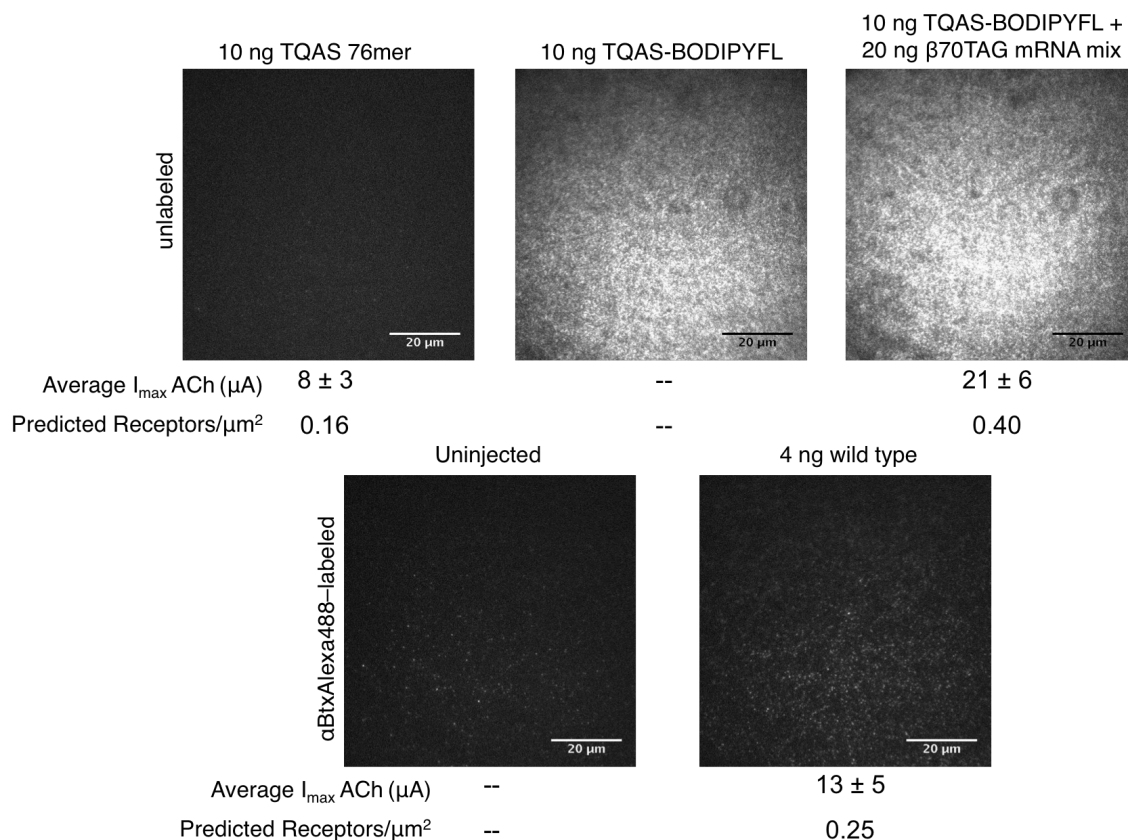 10 ng TQAS 76mer
10 ng TQAS-BODIPYFL
10 ng TQAS-BODIPYFL +
20 ng β70TAG mRNA mix
unlabeled
20 μm
20 μm
20 μm
Average Imax ACh (μA) 8 ± 3 -- 21 ± 6
Predicted Receptors/μm² 0.16 -- 0.40
Uninjected
4 ng wild type
αBtxAlexa488–labeled
20 μm
20 μm
Average Imax ACh (μA) -- 13 ± 5
Predicted Receptors/μm² -- 0.25